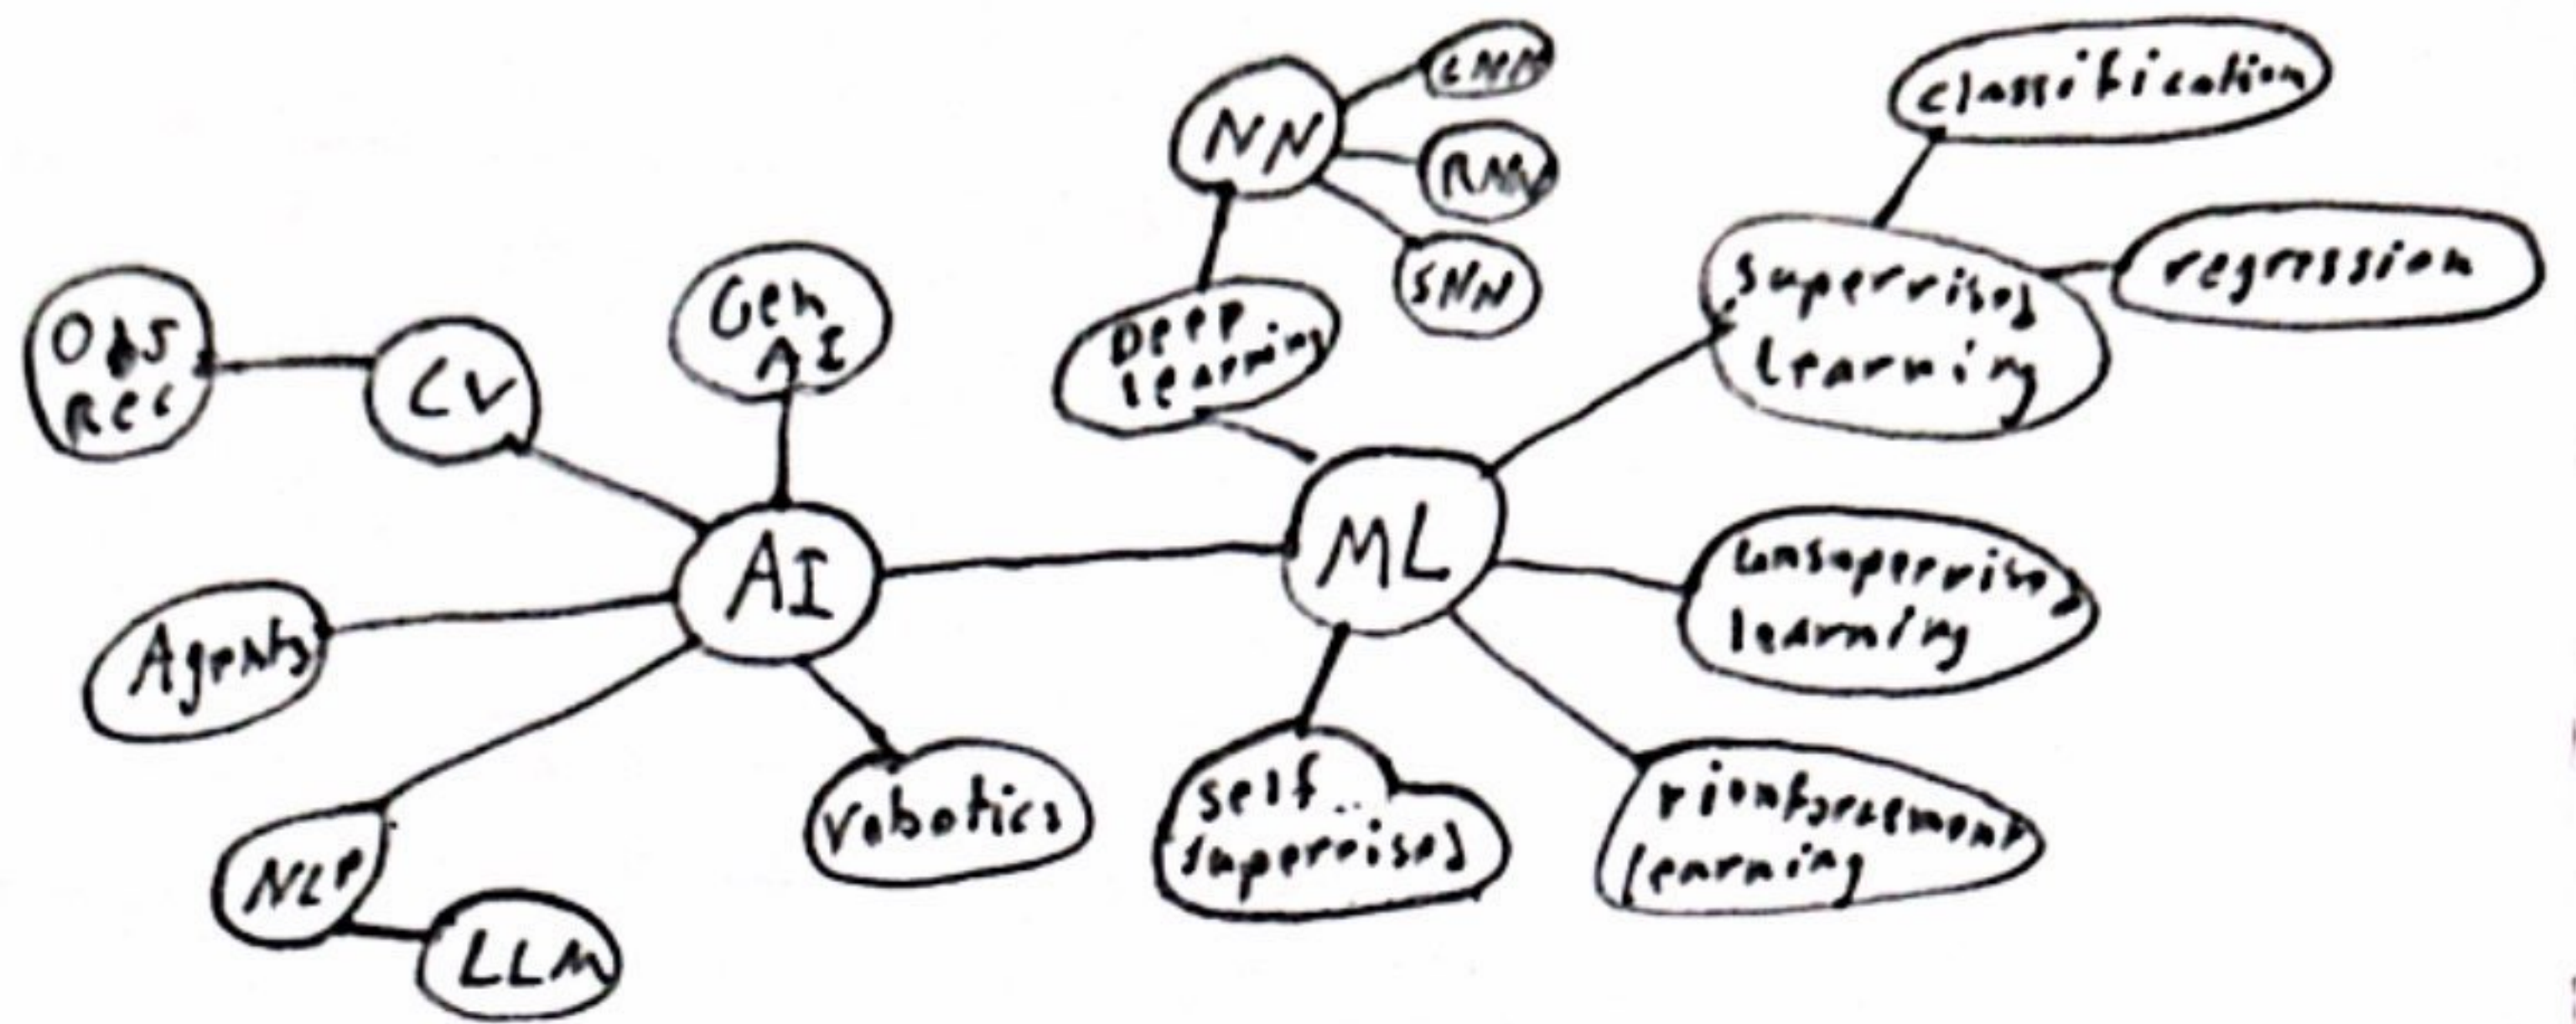 CNN
NN
RNN
SNN
classification
regression
Supervised
learning
Deep
learning
Gen
AI
Obj
Rec
CV
AI
ML
Unsupervised
learning
Agents
robotics
self-
supervised
rienforcement
learning
NLP
LLM